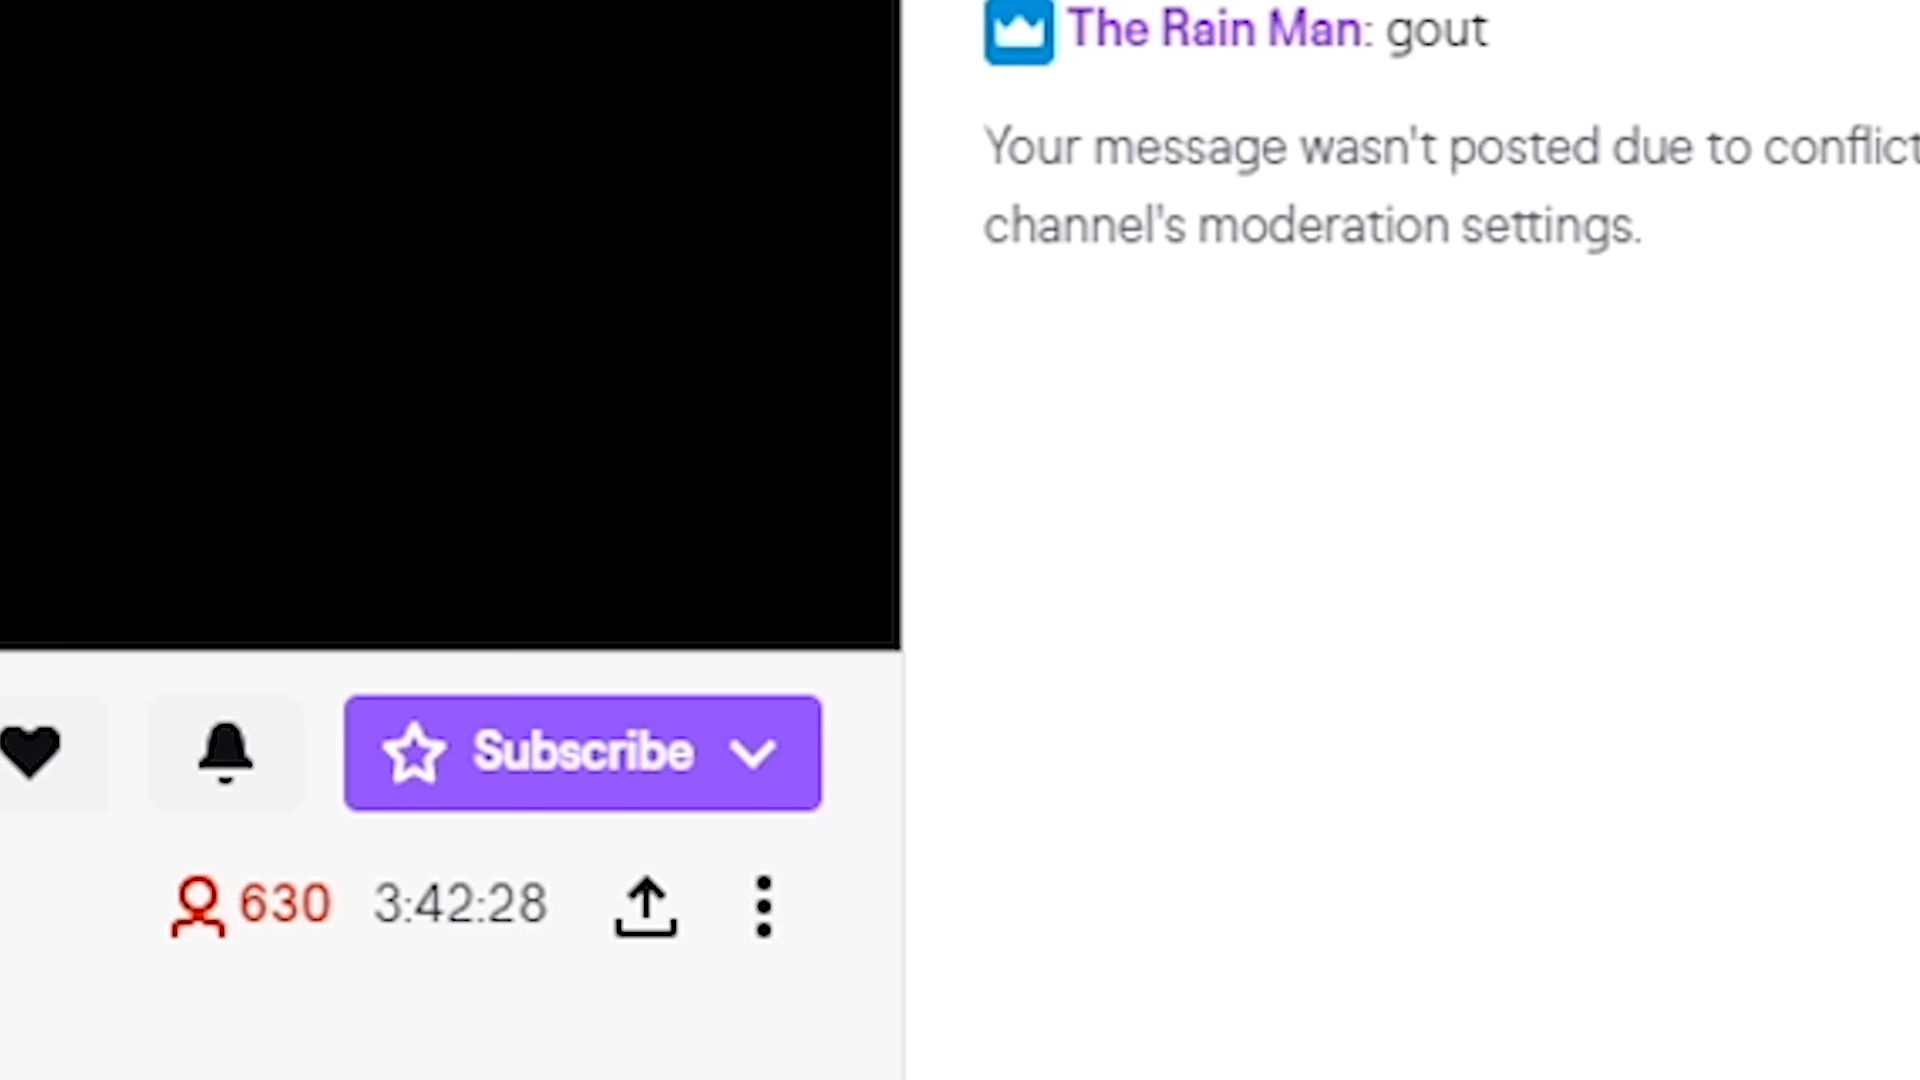 The Rain Man: gout
Your message wasn't posted due to conflict
channel's moderation settings.
Subscribe
630 3:42:28